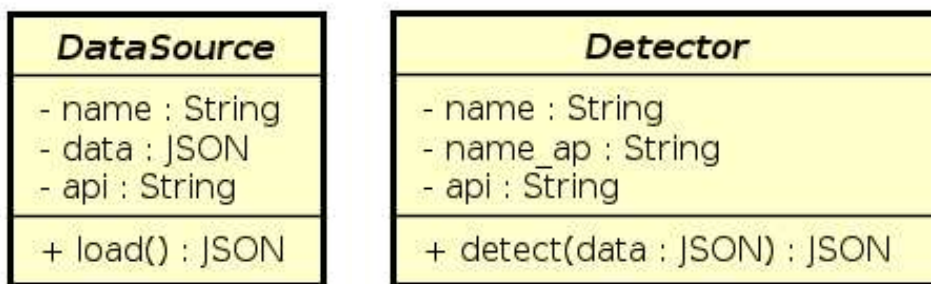 DataSource
- name : String
- data : JSON
- api : String
+ load() : JSON
Detector
- name : String
- name_ap : String
- api : String
+ detect(data : JSON) : JSON